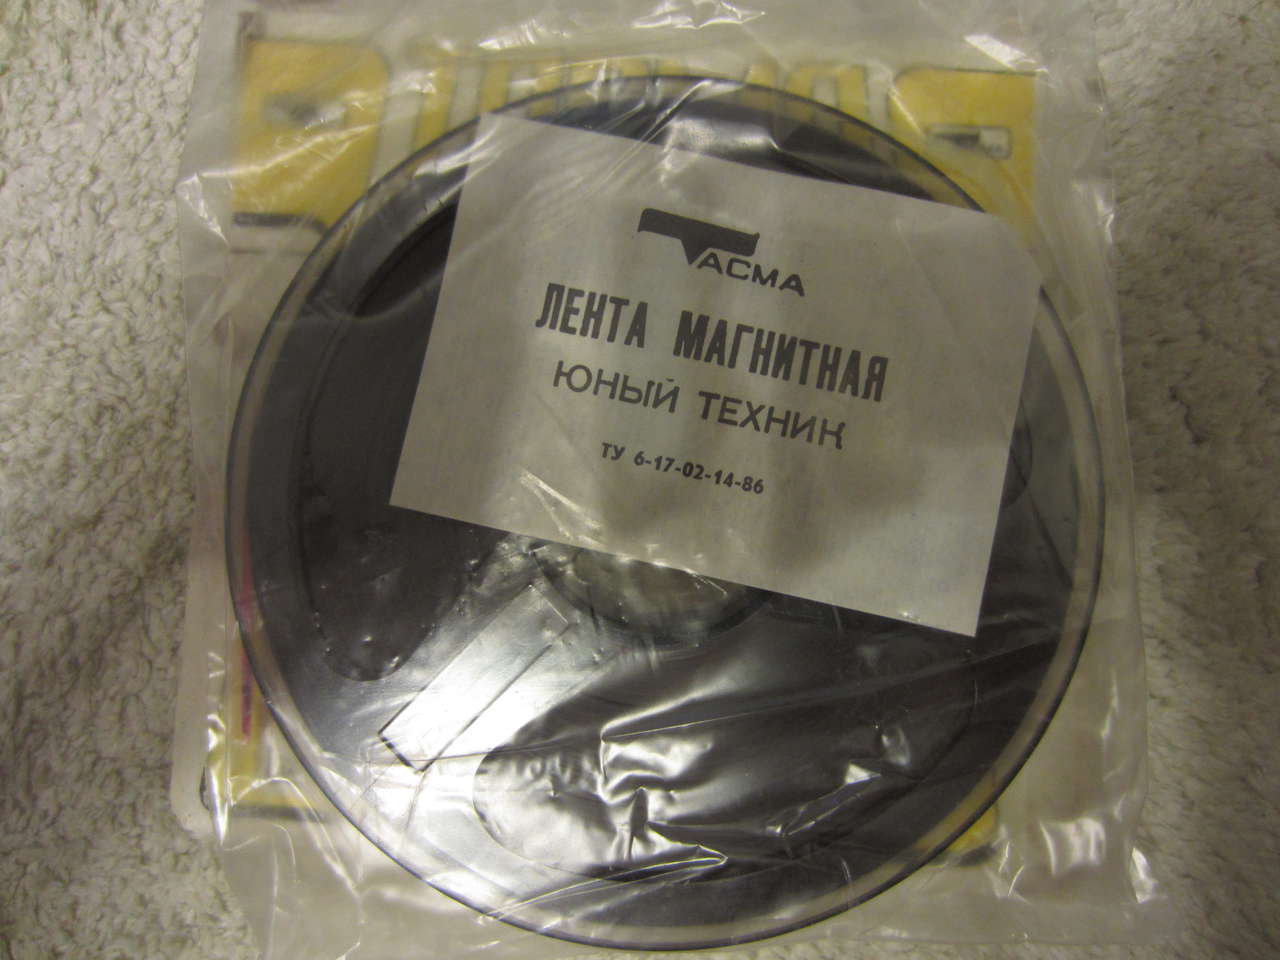 ТАСМА
ЛЕНТА МАГНИТНАЯ
ЮНЫЙ ТЕХНИК
ТУ 6-17-02-14-86